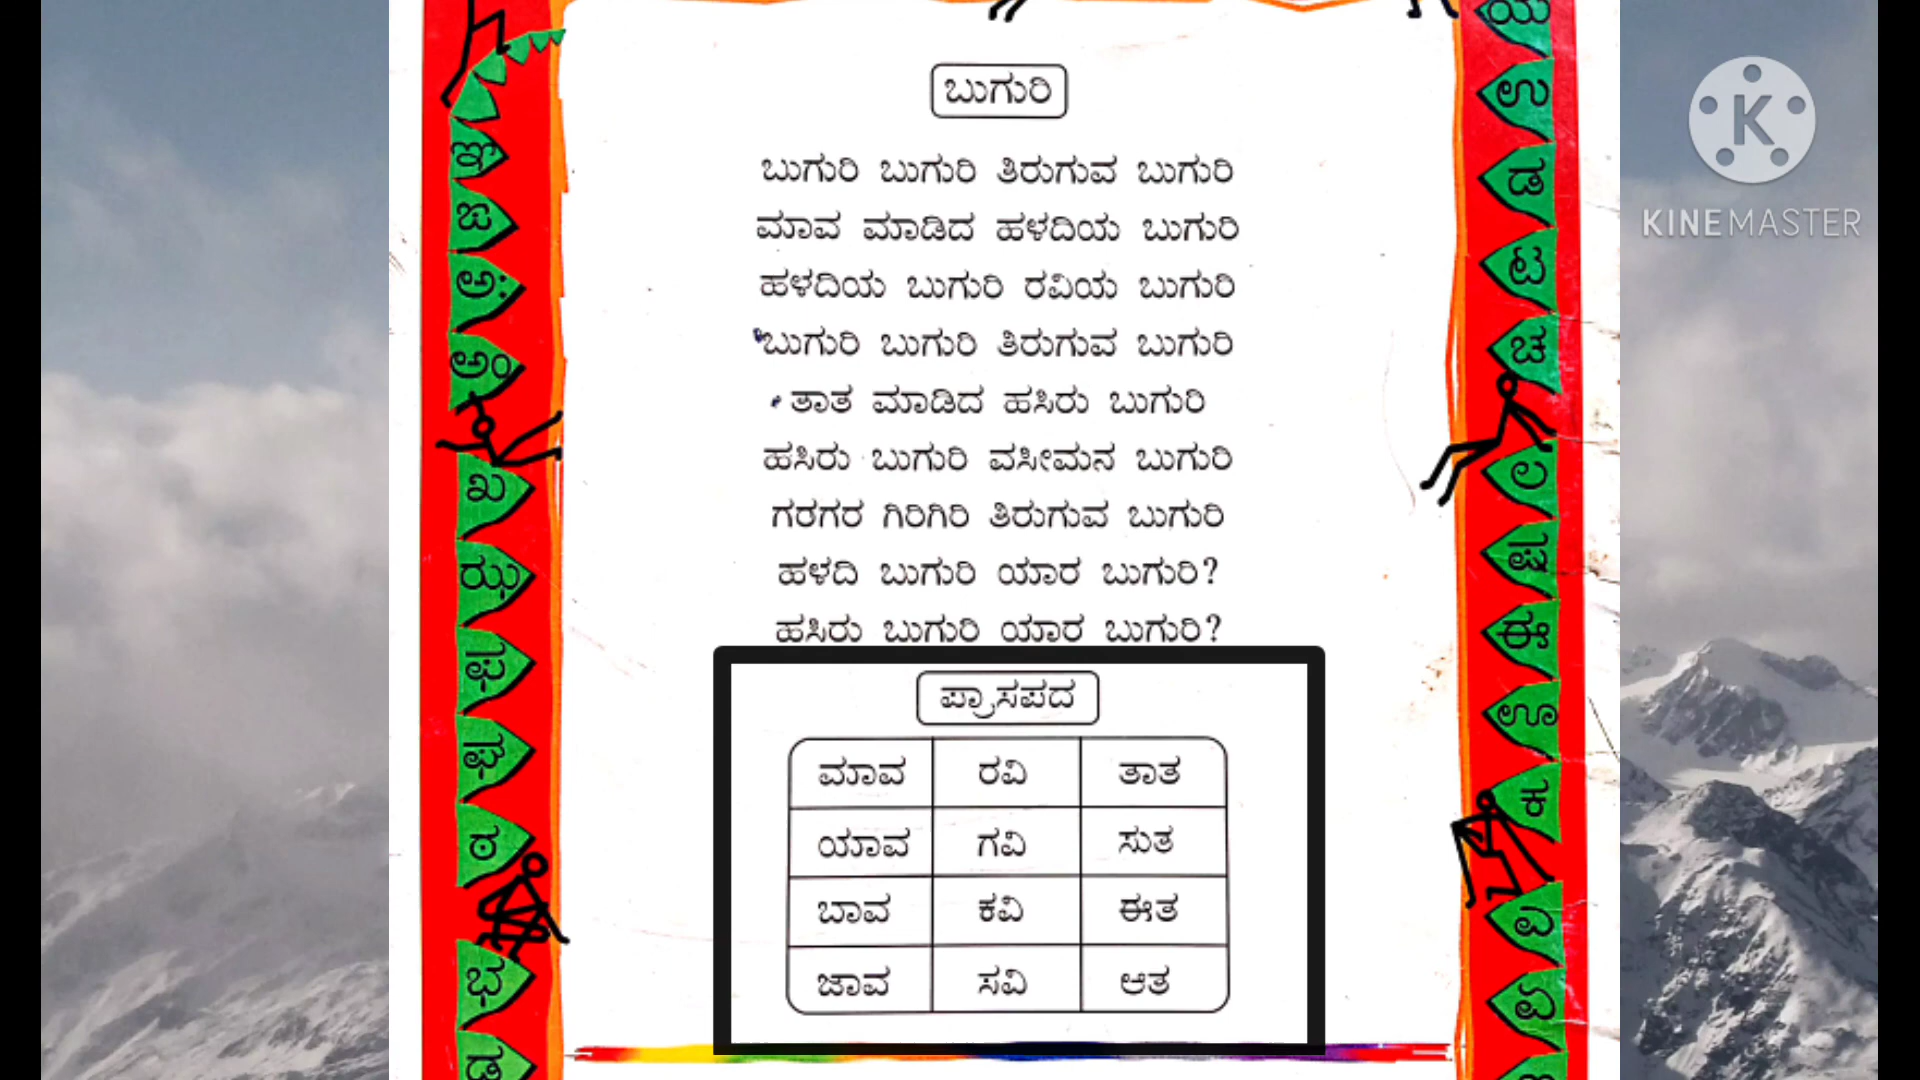 ಬುಗುರಿ
ಬುಗುರಿ ಬುಗುರಿ ತಿರುಗುವ ಬುಗುರಿ
ಮಾವ ಮಾಡಿದ ಹಳದಿಯ ಬುಗುರಿ
ಹಳದಿಯ ಬುಗುರಿ ರವಿಯ ಬುಗುರಿ
ಬುಗುರಿ ಬುಗುರಿ ತಿರುಗುವ ಬುಗುರಿ
ತಾತ ಮಾಡಿದ ಹಸಿರು ಬುಗುರಿ
ಹಸಿರು ಬುಗುರಿ ವಸೀಮನ ಬುಗುರಿ
ಗರಗರ ಗಿರಿಗಿರಿ ತಿರುಗುವ ಬುಗುರಿ
ಹಳದಿ ಬುಗುರಿ ಯಾರ ಬುಗುರಿ?
ಹಸಿರು ಬುಗುರಿ ಯಾರ ಬುಗುರಿ?
ಪ್ರಾಸಪದ
ಮಾವ ರವಿ ತಾತ
ಯಾವ ಗವಿ ಸುತ
ಬಾವ ಕವಿ ಈತ
ಜಾವ ಸವಿ ಆತ
ಞ
ಙ
ಅಃ
ಅಂ
ಖ
ಝ
ಫ
ಘ
ಠ
ಛ
ಯ
ಡ
ಟ
ಚ
ಲ
ಷ
ಈ
K
KINEMASTER